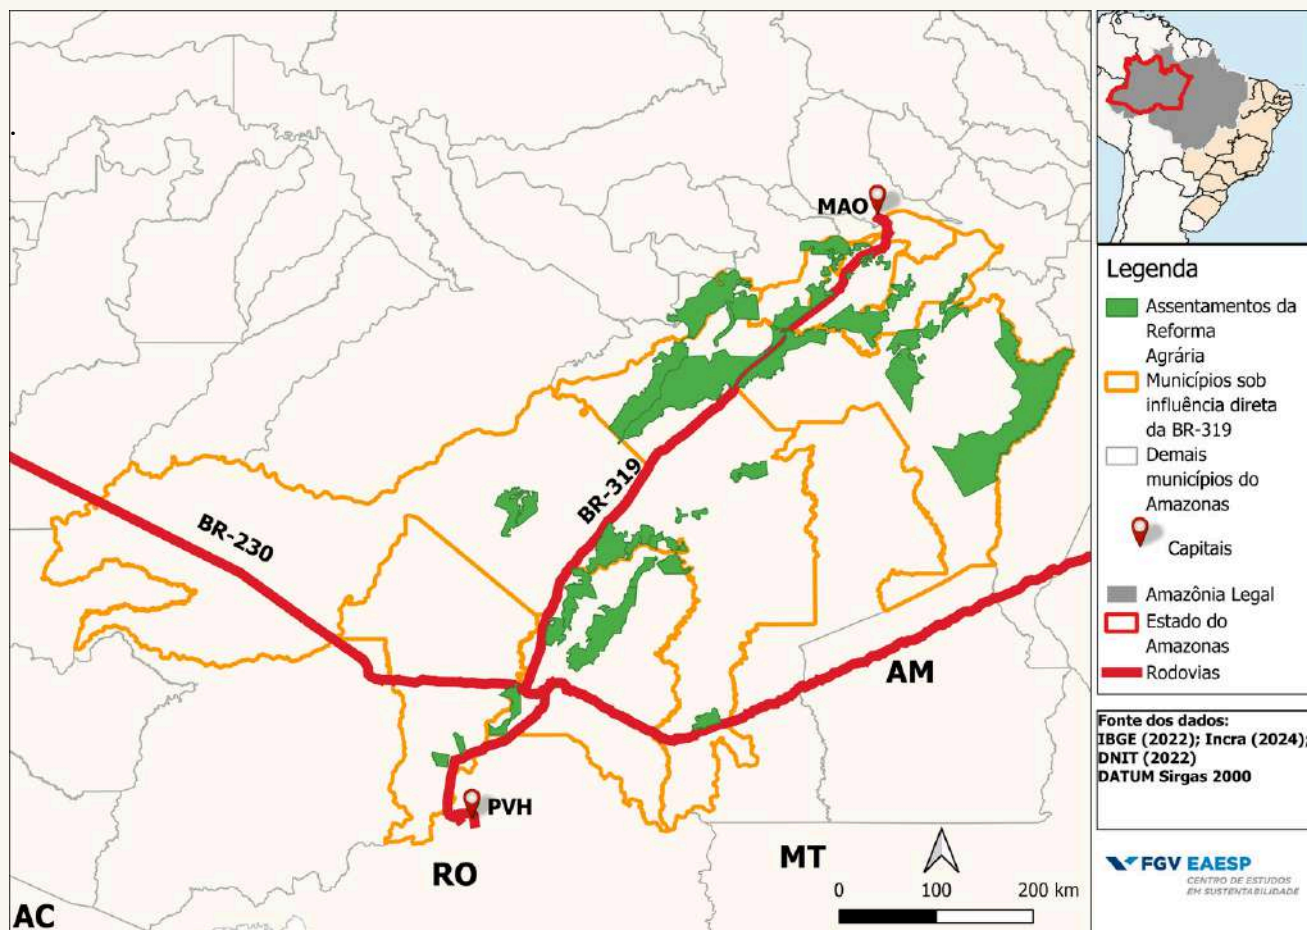 MAO
BR-319
BR-230
AM
PVH
RO
MT
AC
0 100 200 km
Legenda
Assentamentos da
Reforma
Agrária
Municípios sob
influência direta
da BR-319
Demais
municípios do
Amazonas
Capitais
Amazônia Legal
Estado do
Amazonas
Rodovias
Fonte dos dados:
IBGE (2022); Incra (2024);
DNIT (2022)
DATUM Sirgas 2000
FGV EAESP
CENTRO DE ESTUDOS
EM SUSTENTABILIDADE